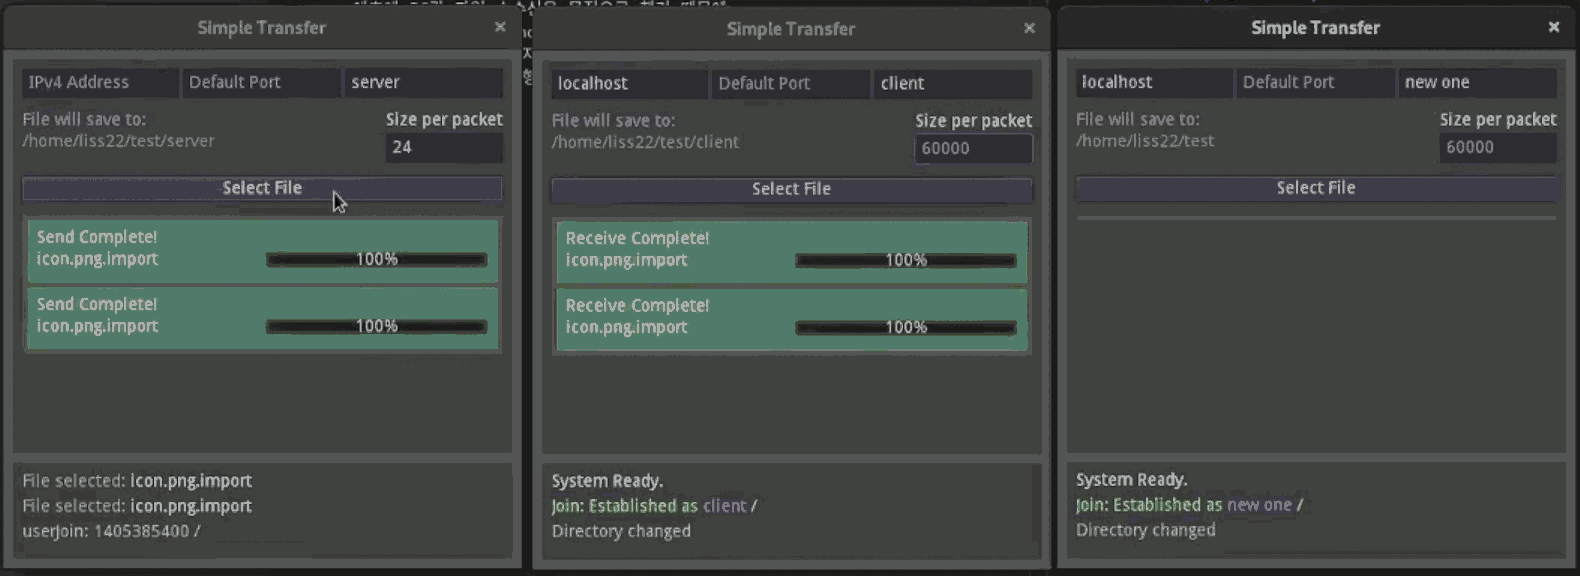 Simple Transfer
×
IPv4 Address
Default Port
server
File will save to:
/home/liss22/test/server
Size per packet
24
Select File
Send Complete!
icon.png.import
100%
Send Complete!
icon.png.import
100%
File selected: icon.png.import
File selected: icon.png.import
userJoin: 1405385400 /
Simple Transfer
×
localhost
Default Port
client
File will save to:
/home/liss22/test/client
Size per packet
60000
Select File
Receive Complete!
icon.png.import
100%
Receive Complete!
icon.png.import
100%
System Ready.
Join: Established as client /
Directory changed
Simple Transfer
×
localhost
Default Port
new one
File will save to:
/home/liss22/test
Size per packet
60000
Select File
System Ready.
Join: Established as new one /
Directory changed